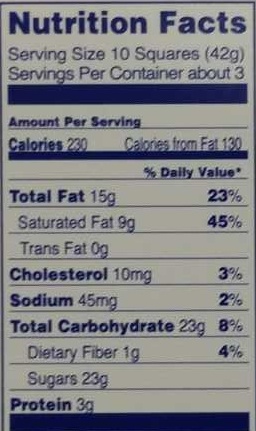 Nutrition Facts
Serving Size 10 Squares (42g)
Servings Per Container about 3
Amount Per Serving
Calories 230 Calories from Fat 130
% Daily Value*
Total Fat 15g 23%
Saturated Fat 9g 45%
Trans Fat 0g
Cholesterol 10mg 3%
Sodium 45mg 2%
Total Carbohydrate 23g 8%
Dietary Fiber 1g 4%
Sugars 23g
Protein 3g